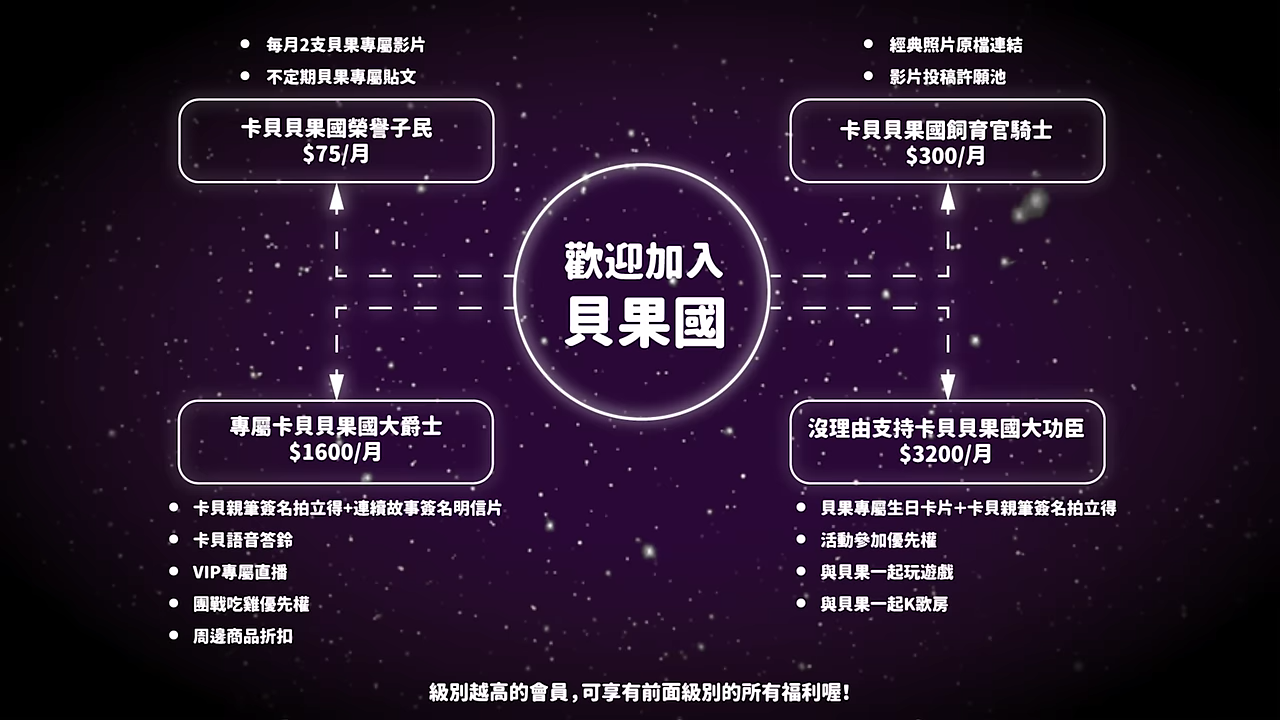 每月2支貝果專屬影片
不定期貝果專屬貼文
卡貝貝果國榮譽子民
$75/月
經典照片原檔連結
影片投稿許願池
卡貝貝果國飼育官騎士
$300/月
歡迎加入
貝果國
專屬卡貝貝果國大爵士
$1600/月
卡貝親筆簽名拍立得+連續故事簽名明信片
卡貝語音答鈴
VIP專屬直播
團戰吃雞優先權
周邊商品折扣
沒理由支持卡貝貝果國大功臣
$3200/月
貝果專屬生日卡片+卡貝親筆簽名拍立得
活動參加優先權
與貝果一起玩遊戲
與貝果一起K歌房
級別越高的會員,可享有前面級別的所有福利喔!